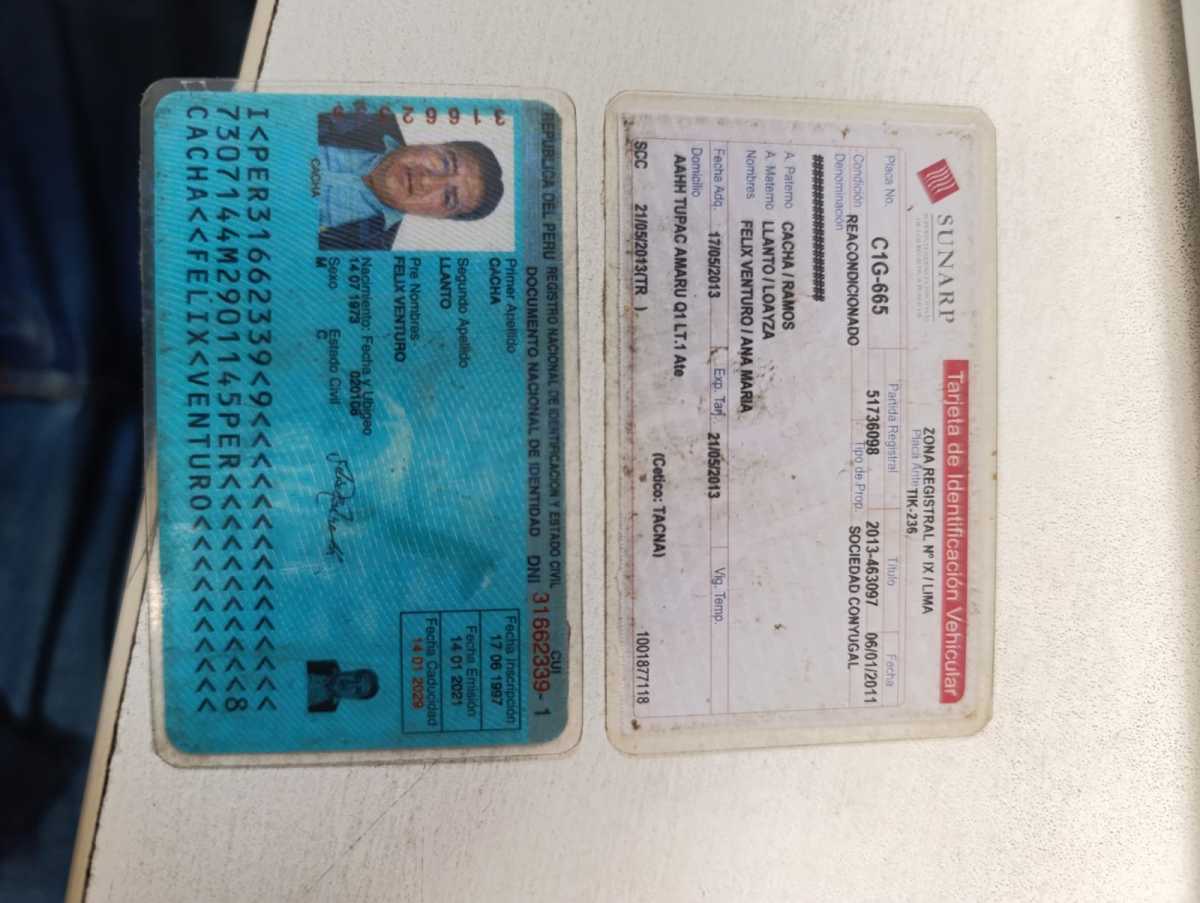 SUNARP
Tarjeta de Identificación Vehicular
ZONA REGISTRAL Nº IX / LIMA
Placa Ante TIK-236
Placa No. C1G-665
Partida Registral 51736098
Título 2013-463097
Fecha 06/01/2011
Condición REACONDICIONADO
Tipo de Prop. SOCIEDAD CONYUGAL
Denominación
A. Paterno CACHA / RAMOS
A. Materno LLANTO / LOAYZA
Nombres FELIX VENTURO / ANA MARIA
Fecha Adq. 17/05/2013 Exp. Tarj. 21/05/2013 Vig. Temp.
Domicilio
AAHH TUPAC AMARU Q1 LT.1 Ate
(Cetico: TACNA)
SCC 21/05/2013(TR ) 1001877118
REPUBLICA DEL PERU REGISTRO NACIONAL DE IDENTIFICACION Y ESTADO CIVIL
DOCUMENTO NACIONAL DE IDENTIDAD DNI
CUI
31662339-1
Primer Apellido
CACHA
Segundo Apellido
LLANTO
Pre Nombres
FELIX VENTURO
Nacimiento: Fecha y Ubigeo
14 07 1973 020108
Sexo Estado Civil
M C
Fecha Inscripción
17 06 1997
Fecha Emisión
14 01 2021
Fecha Caducidad
14 01 2029
CACHA
I<PER31662339<9<<<<<<<<<<<<<<<
7307144M2901145PER<<<<<<<<<<<8
CACHA<<FELIX<VENTURO<<<<<<<<<<